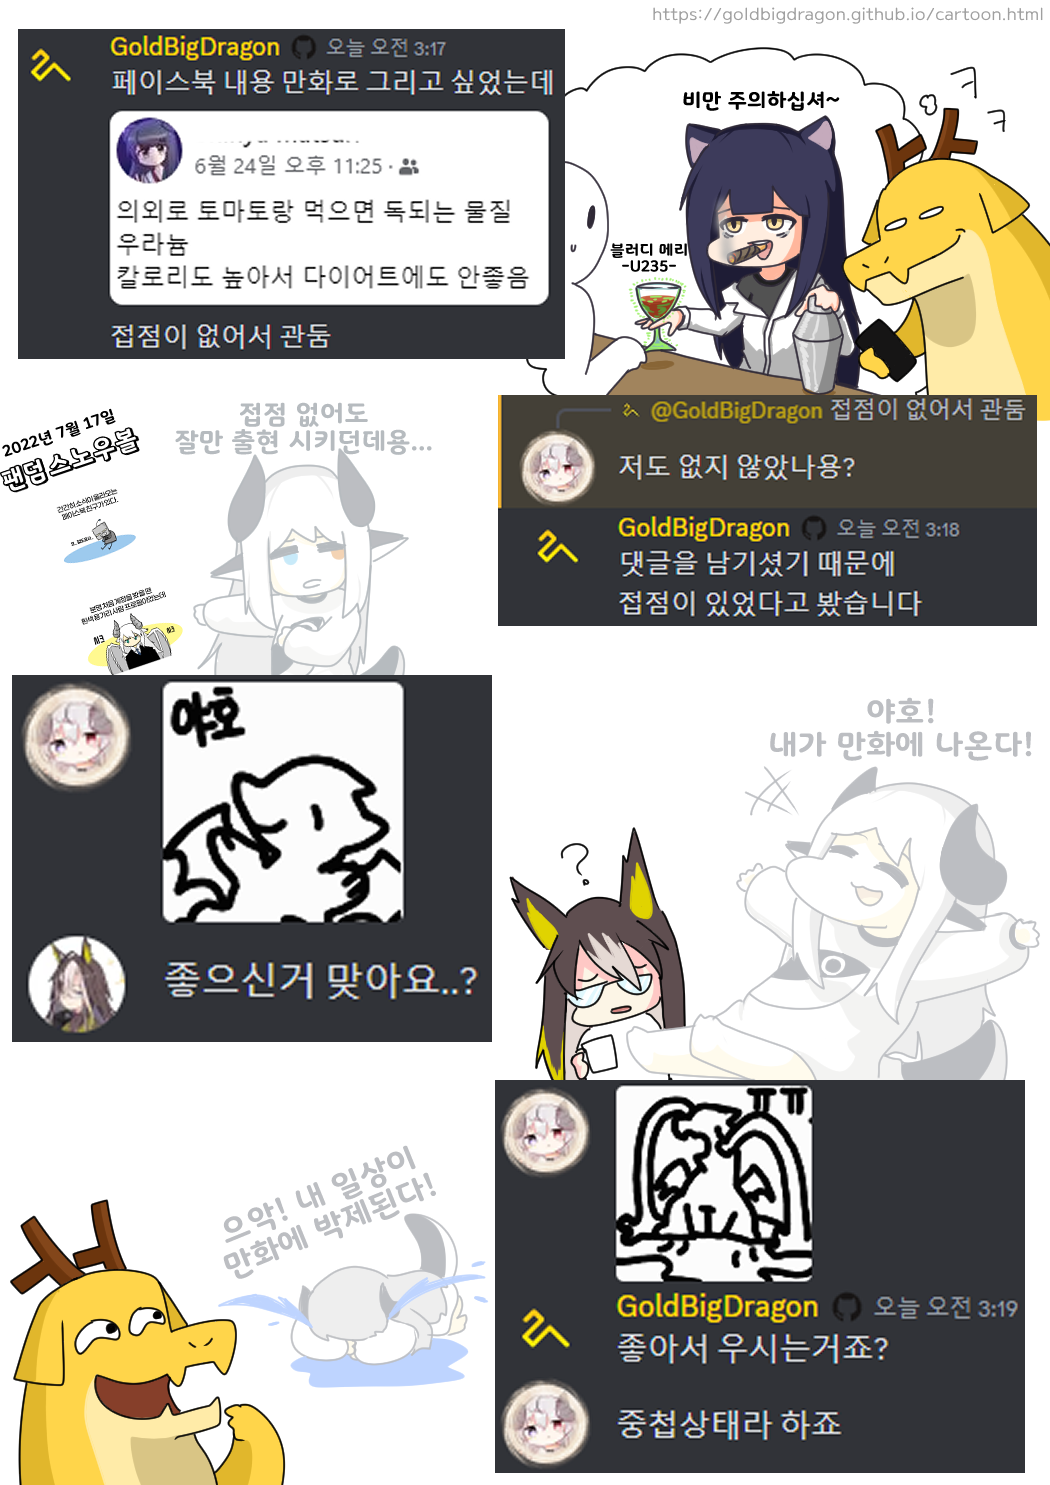 https://goldbigdragon.github.io/cartoon.html
GoldBigDragon 오늘 오전 3:17
페이스북 내용 만화로 그리고 싶었는데
6월 24일 오후 11:25 ·
의외로 토마토랑 먹으면 독되는 물질
우라늄
칼로리도 높아서 다이어트에도 안좋음
접점이 없어서 관둠
비만 주의하십셔~
ㅋ
ㅋ
블러디 메리
-U235-
2022년 7월 17일
팬덤 스노우볼
페이스북 친구가 있다.
접점 없어도
잘만 출현 시키던데용...
씨크
@GoldBigDragon 접점이 없어서 관둠
저도 없지 않았나용?
GoldBigDragon 오늘 오전 3:18
댓글을 남기셨기 때문에
접점이 있었다고 봤습니다
야호
좋으신거 맞아요..?
야호!
내가 만화에 나온다!
?
으악! 내 일상이
만화에 박제된다!
ㅠㅠ
GoldBigDragon 오늘 오전 3:19
좋아서 우시는거죠?
중첩상태라 하죠